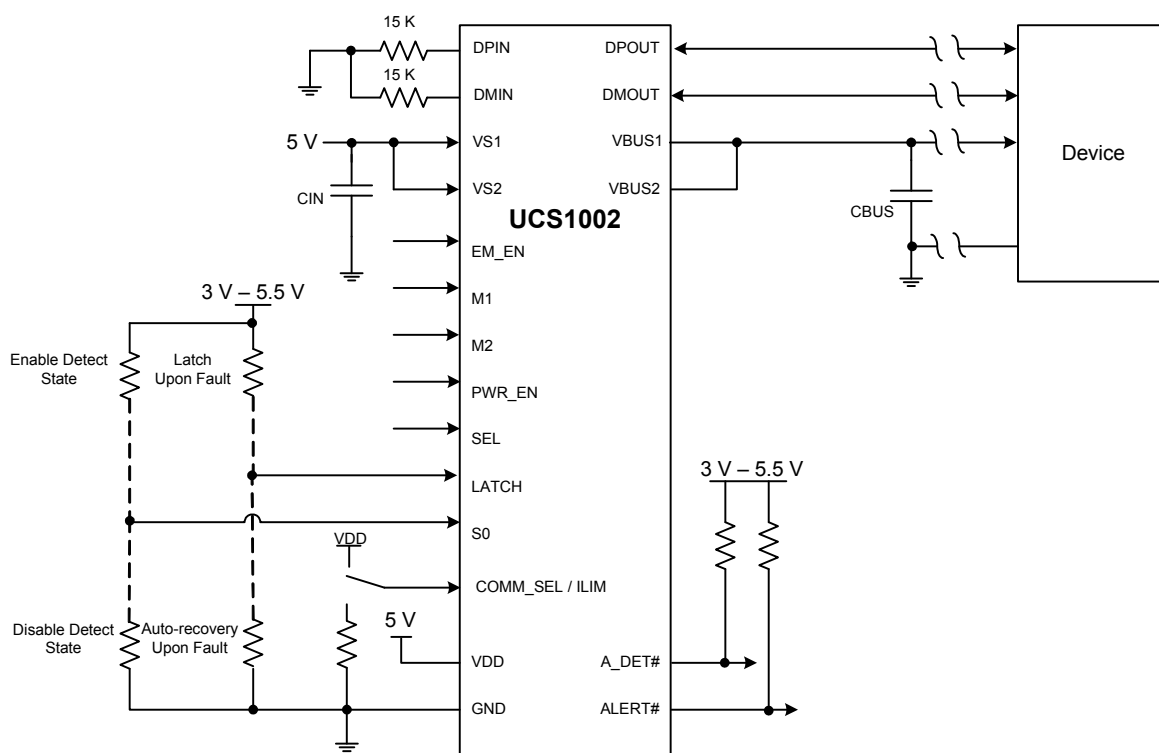 15 K
DPIN
DPOUT
15 K
DMIN
DMOUT
5 V
VS1
VBUS1
Device
VS2
VBUS2
CIN
CBUS
UCS1002
EM_EN
3 V – 5.5 V
M1
M2
Enable Detect
State
Latch
Upon Fault
PWR_EN
SEL
3 V – 5.5 V
LATCH
S0
VDD
COMM_SEL / ILIM
5 V
Disable Detect
State
Auto-recovery
Upon Fault
VDD
A_DET#
GND
ALERT#